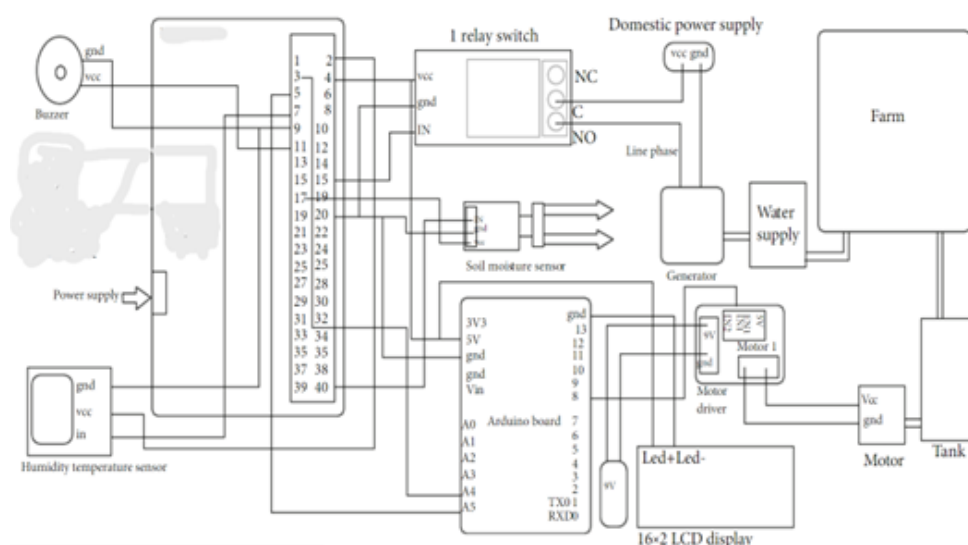 1 relay switch
Domestic power supply
vcc gnd
gnd
vcc
Buzzer
1 2
3 4
5 6
7 8
9 10
11 12
13 14
15 15
17 19
19 20
21 22
23 24
25 25
27 28
29 30
31 32
33 34
35 35
37 38
39 40
vcc
gnd
IN
NC
C
NO
Line phase
Farm
Water
supply
Generator
Soil moisture sensor
Power supply
gnd
vcc
in
Humidity temperature sensor
3V3
5V
gnd
gnd
Vin
Arduino board
A0
A1
A2
A3
A4
A5
gnd
13
12
11
10
9
8
7
6
5
4
3
2
TX01
RXD0
9V
gnd
5V
Motor 1
Motor
driver
9V
Led+Led-
16×2 LCD display
Vcc
gnd
Motor
Tank